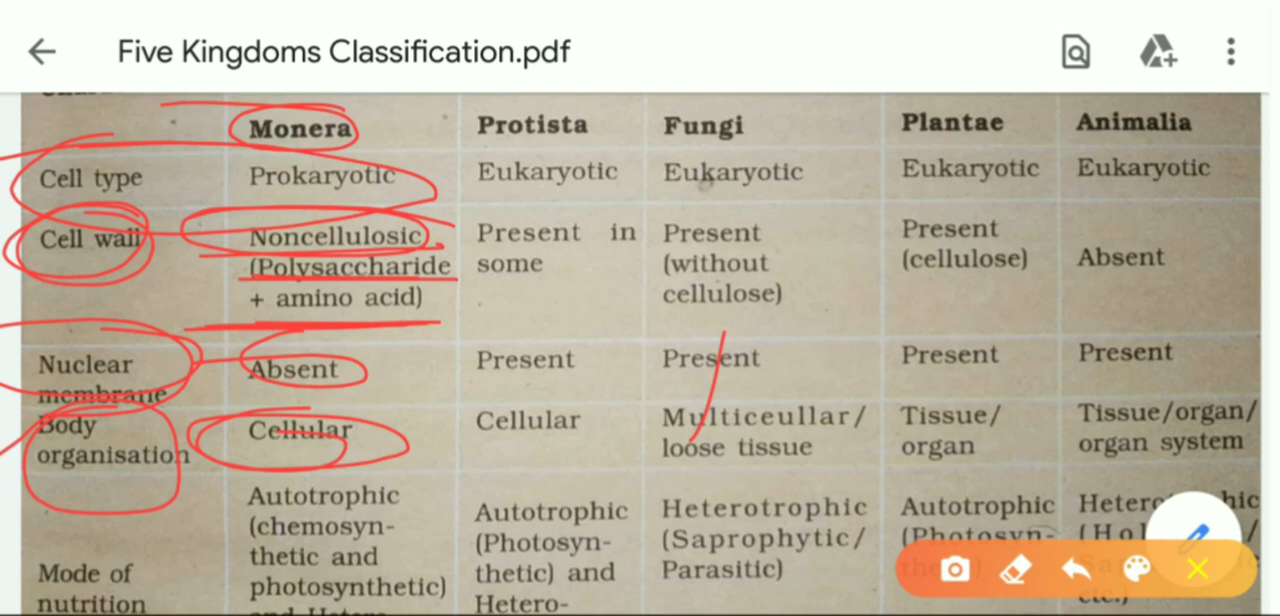 Five Kingdoms Classification.pdf
Monera Protista Fungi Plantae Animalia
Cell type Prokaryotic Eukaryotic Eukaryotic Eukaryotic Eukaryotic
Cell wall Noncellulosic Present in Present Present
(Polysaccharide some (without (cellulose) Absent
+ amino acid) cellulose)
Nuclear Absent Present Present Present Present
membrane
Body Cellular Cellular Multiceullar/ Tissue/ Tissue/organ/
organisation loose tissue organ organ system
Autotrophic Autotrophic Heterotrophic Autotrophic
(chemosyn- (Photosyn- (Saprophytic/ (Photosyn-
thetic and thetic) and Parasitic)
Mode of photosynthetic) etc.)
nutrition Hetero-